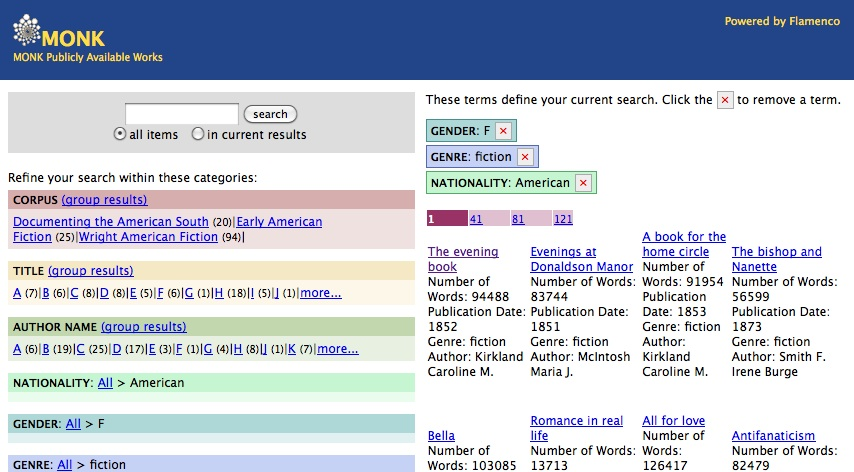 MONK
MONK Publicly Available Works
Powered by Flamenco
search
all items in current results
Refine your search within these categories:
CORPUS (group results)
Documenting the American South (20)|Early American
Fiction (25)|Wright American Fiction (94)|
TITLE (group results)
A (7)|B (6)|C (8)|D (8)|E (5)|F (6)|G (1)|H (18)|I (5)|J (1)|more...
AUTHOR NAME (group results)
A (6)|B (19)|C (25)|D (17)|E (3)|F (1)|G (4)|H (8)|J (1)|K (7)|more...
NATIONALITY: All > American
GENDER: All > F
GENRE: All > fiction
These terms define your current search. Click the x to remove a term.
GENDER: F x
GENRE: fiction x
NATIONALITY: American x
1 41 81 121
The evening
book
Number of
Words: 94488
Publication Date:
1852
Genre: fiction
Author: Kirkland
Caroline M.
Evenings at
Donaldson Manor
Number of Words:
83744
Publication Date:
1851
Genre: fiction
Author: McIntosh
Maria J.
A book for the
home circle
Number of
Words: 91954
Publication
Date: 1853
Genre: fiction
Author:
Kirkland
Caroline M.
The bishop and
Nanette
Number of Words:
56599
Publication Date:
1873
Genre: fiction
Author: Smith F.
Irene Burge
Bella
Number of
Words: 103085
Romance in real
life
Number of Words:
13713
All for love
Number of
Words:
126417
Antifanaticism
Number of Words:
82479